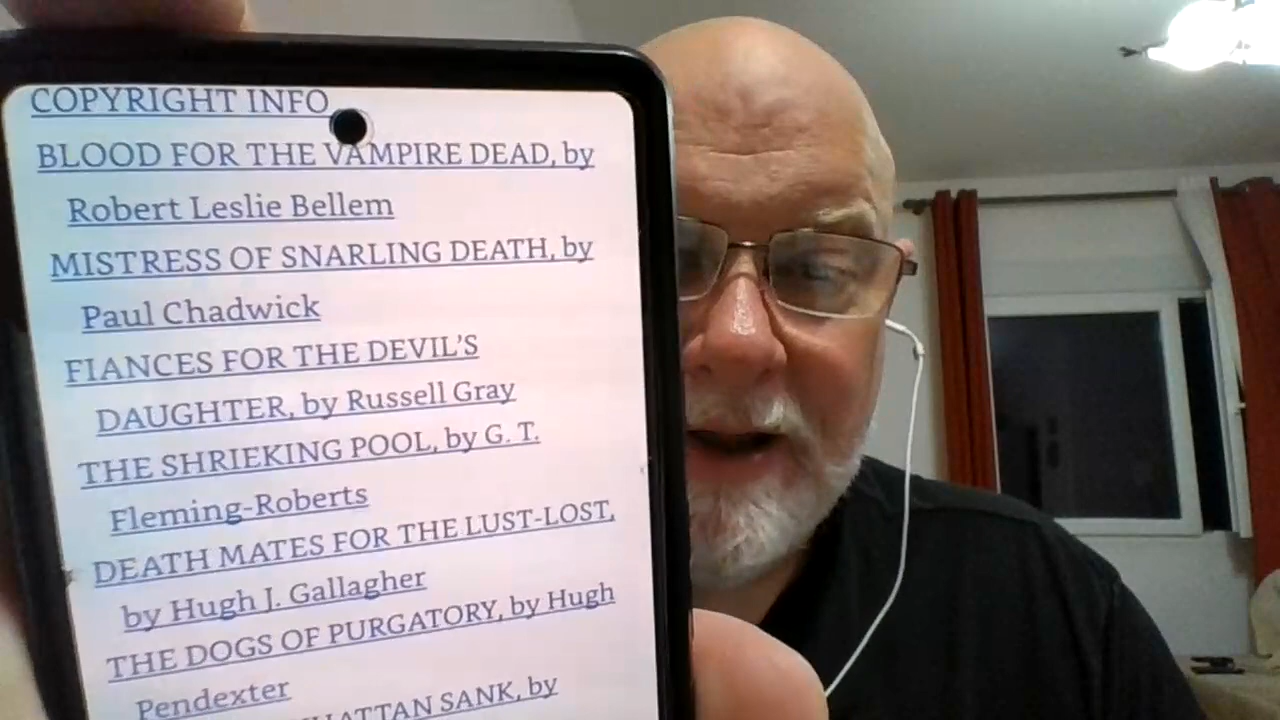 COPYRIGHT INFO
BLOOD FOR THE VAMPIRE DEAD, by
Robert Leslie Bellem
MISTRESS OF SNARLING DEATH, by
Paul Chadwick
FIANCES FOR THE DEVIL'S
DAUGHTER, by Russell Gray
THE SHRIEKING POOL, by G. T.
Fleming-Roberts
DEATH MATES FOR THE LUST-LOST,
by Hugh J. Gallagher
THE DOGS OF PURGATORY, by Hugh
Pendexter
SANK, by